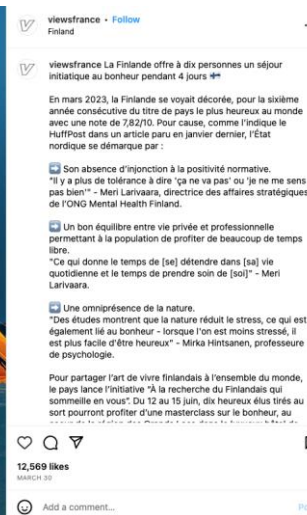 viewsfrance • Follow
Finland
viewsfrance La Finlande offre à dix personnes un séjour
initiatique au bonheur pendant 4 jours 🇫🇮
En mars 2023, la Finlande se voyait décorée, pour la sixième
année consécutive du titre de pays le plus heureux au monde
avec une note de 7,82/10. Pour cause, comme l'indique le
HuffPost dans un article paru en janvier dernier, l'État
nordique se démarque par :
➡️ Son absence d'injonction à la positivité normative.
"Il y a plus de tolérance à dire 'ça ne va pas' ou 'je ne me sens
pas bien'" - Meri Larivaara, directrice des affaires stratégiques
de l'ONG Mental Health Finland.
➡️ Un bon équilibre entre vie privée et professionnelle
permettant à la population de profiter de beaucoup de temps
libre.
"Ce qui donne le temps de [se] détendre dans [sa] vie
quotidienne et le temps de prendre soin de [soi]" - Meri
Larivaara.
➡️ Une omniprésence de la nature.
"Des études montrent que la nature réduit le stress, ce qui est
également lié au bonheur - lorsque l'on est moins stressé, il
est plus facile d'être heureux" - Mirka Hintsanen, professeure
de psychologie.
Pour partager l'art de vivre finlandais à l'ensemble du monde,
le pays lance l'initiative "À la recherche du Finlandais qui
sommeille en vous". Du 12 au 15 juin, dix heureux élus tirés au
sort pourront profiter d'une masterclass sur le bonheur, au
12,569 likes
MARCH 30
Add a comment...